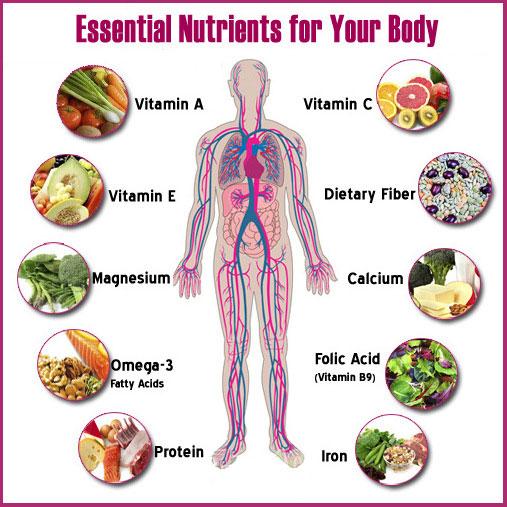 Essential Nutrients for Your Body
Vitamin A
Vitamin C
Vitamin E
Dietary Fiber
Magnesium
Calcium
Omega-3
Fatty Acids
Folic Acid
(Vitamin B9)
Protein
Iron